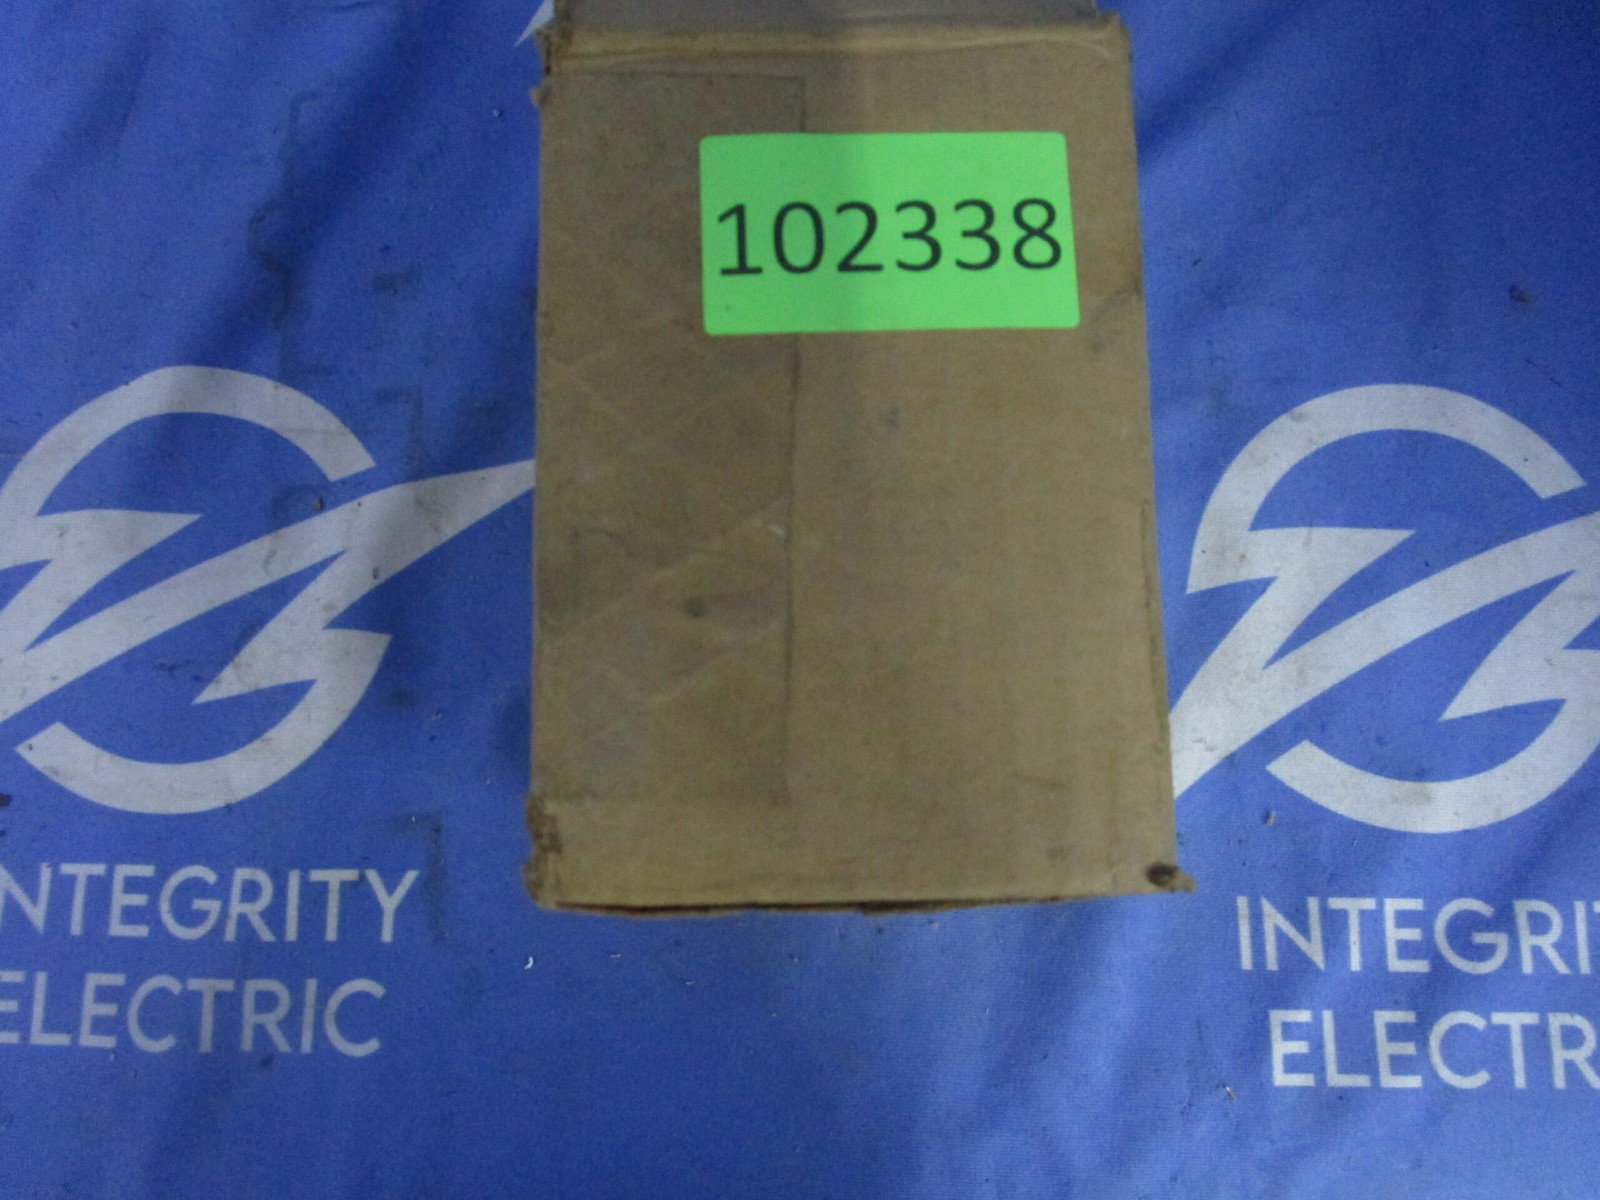 102338
INTEGRITY
ELECTRIC
INTEGRIT
ELECTR